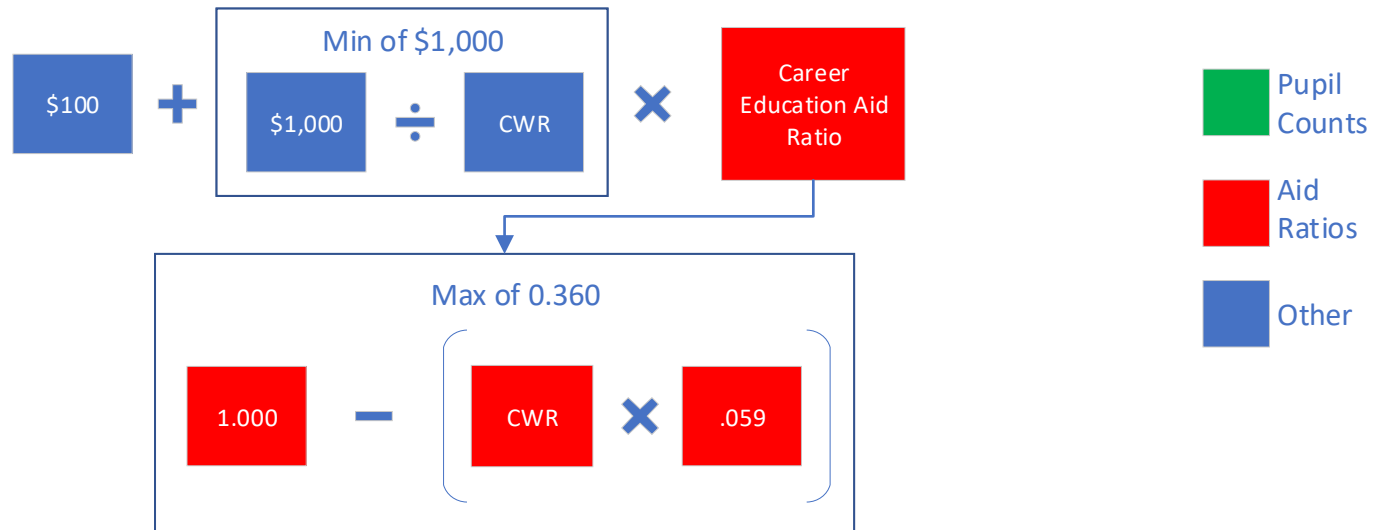 Min of $1,000
$100
$1,000
CWR
Career
Education Aid
Ratio
Max of 0.360
1.000
CWR
.059
Pupil
Counts
Aid
Ratios
Other